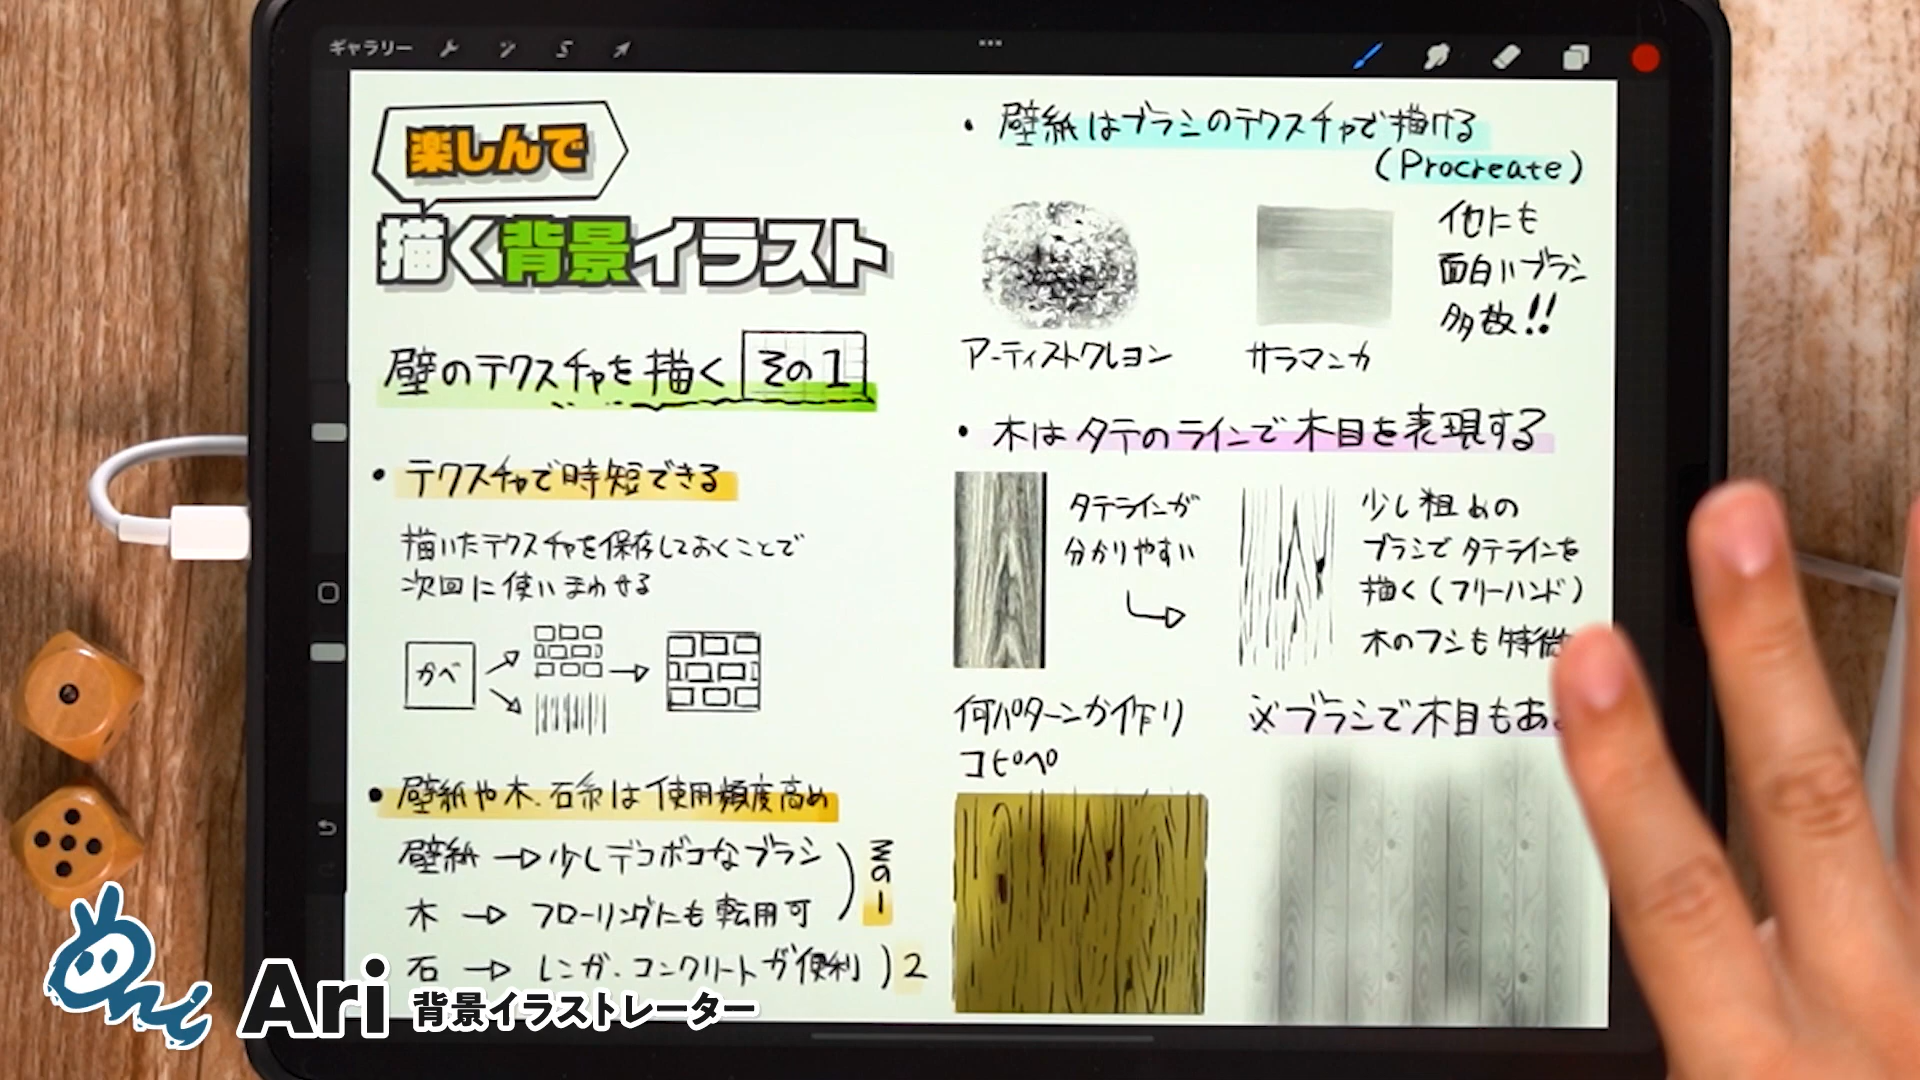 ギャラリー
楽しんで
描く背景イラスト
壁のテクスチャを描く その1
・テクスチャで時短できる
描いたテクスチャを保存しておくことで
次回に使いまわせる
かべ
・壁紙や木、石系は使用頻度高め
壁紙→少しデコボコなブラシ
木→フローリングにも転用可
その1
石→レンガ、コンクリートが便利 2
・壁紙はブラシのテクスチャで描ける
(Procreate)
アーティストクレヨン
サラマンカ
他にも
面白いブラシ
多数!!
・木はタテのラインで木目を表現する
タテラインが
分かりやすい
少し粗めの
ブラシでタテラインを
描く(フリーハンド)
木のフシも特徴
何パターンか作り
コピペ
※ブラシで木目もある
Ari 背景イラストレーター